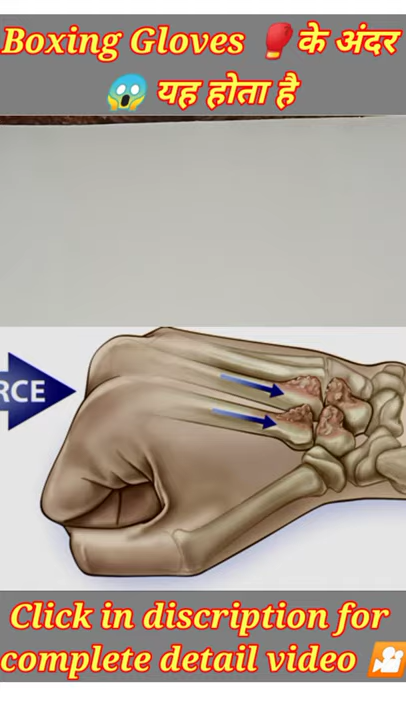 Boxing Gloves 🥊के अंदर
😱 यह होता है
RCE
Click in discription for
complete detail video 🎦